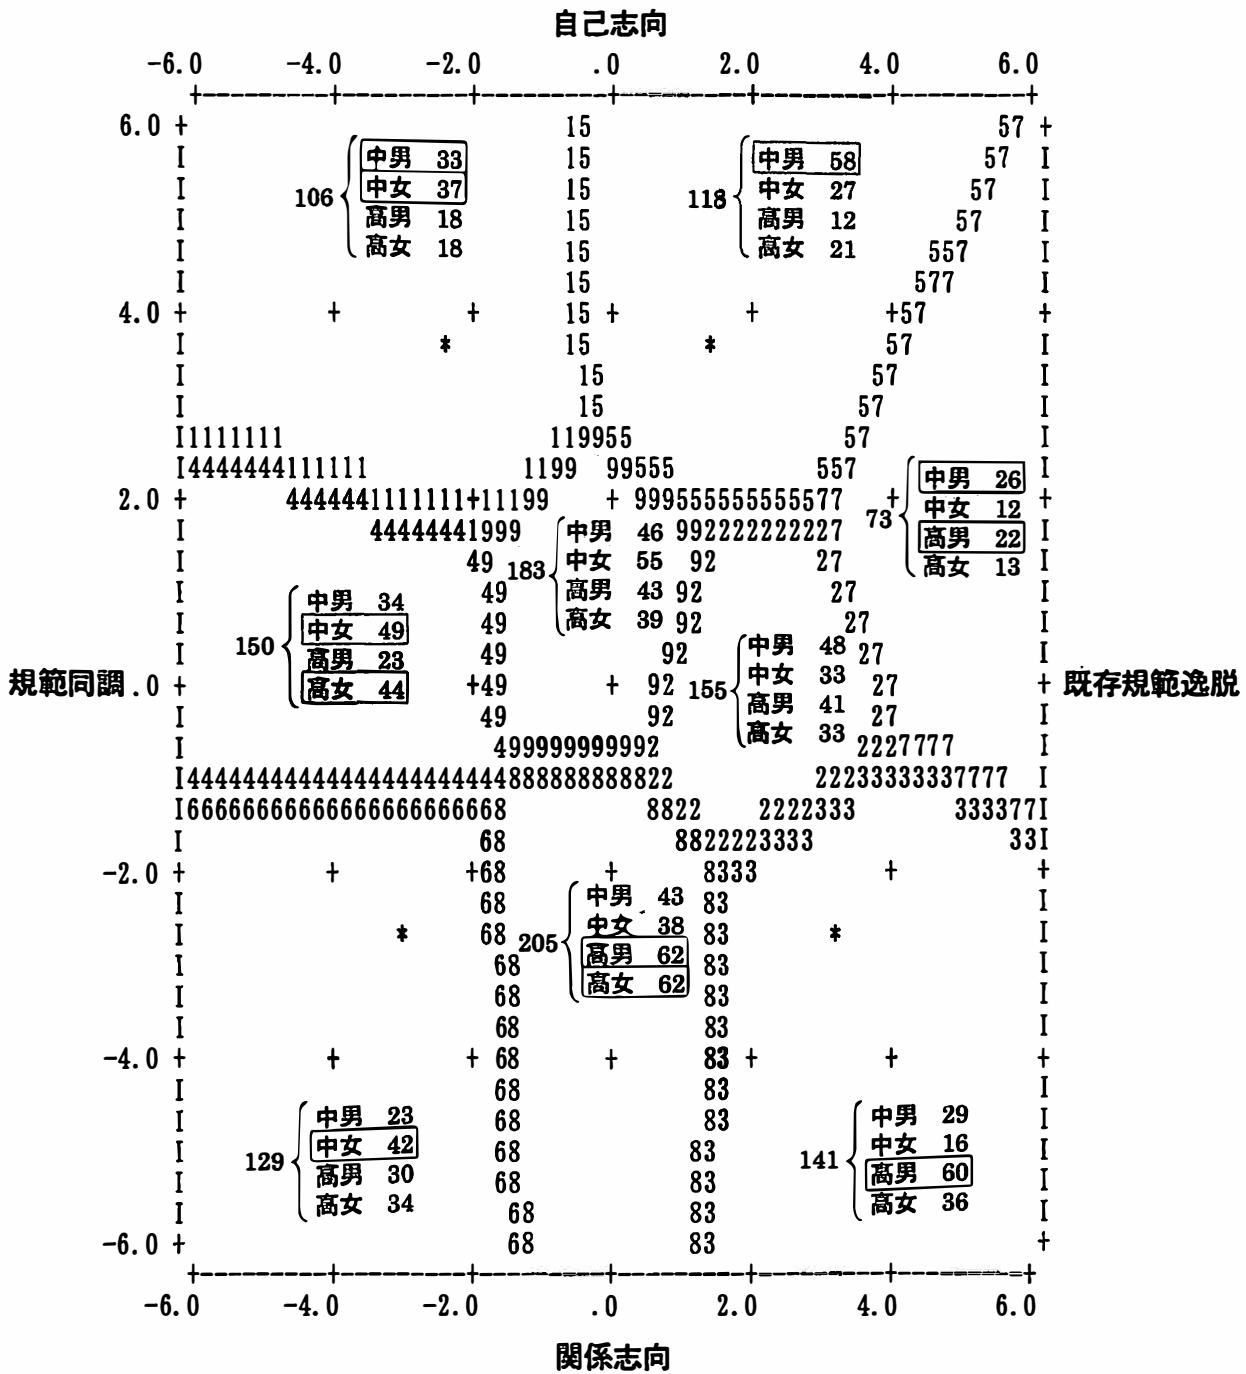 自己志向
-6.0 -4.0 -2.0 .0 2.0 4.0 6.0
+---------+---------+---------+---------+---------+---------+
6.0 + 15 57 +
I 中男 33 15 中男 58 57 I
I 106 中女 37 15 118 中女 27 57 I
I 高男 18 15 高男 12 57 I
I 高女 18 15 高女 21 557 I
I 15 577 I
4.0 + + + 15 + + +57 +
I * 15 * 57 I
I 15 57 I
I 15 57 I
I1111111 119955 57 I
I4444444111111 1199 99555 557 中男 26 I
2.0 + 4444441111111+11199 + 999555555555577 + 73 中女 12 +
I 44444441999 中男 46 99222222222227 高男 22 I
I 49 183 中女 55 92 27 高女 13 I
I 中男 34 49 高男 43 92 27 I
I 150 中女 49 49 高女 39 92 27 I
I 高男 23 49 92 中男 48 27 I
規範同調 .0 + 高女 44 +49 + 92 155 中女 33 27 + 既存規範逸脱
I 49 92 高男 41 27 I
I 499999999992 高女 33 2227777 I
I44444444444444444444444888888888822 22233333337777 I
I6666666666666666666668 8822 2222333 333377I
I 68 8822223333 33I
-2.0 + + +68 + 8333 + +
I 68 中男 43 83 I
I * 68 205 中女 38 83 * I
I 68 高男 62 83 I
I 68 高女 62 83 I
I 68 83 I
-4.0 + + + 68 + 83 + + +
I 68 83 I
I 中男 23 68 83 中男 29 I
I 129 中女 42 68 83 141 中女 16 I
I 高男 30 68 83 高男 60 I
I 高女 34 68 83 高女 36 I
-6.0 + 68 83 +
+---------+---------+---------+---------+---------+---------+
-6.0 -4.0 -2.0 .0 2.0 4.0 6.0
関係志向